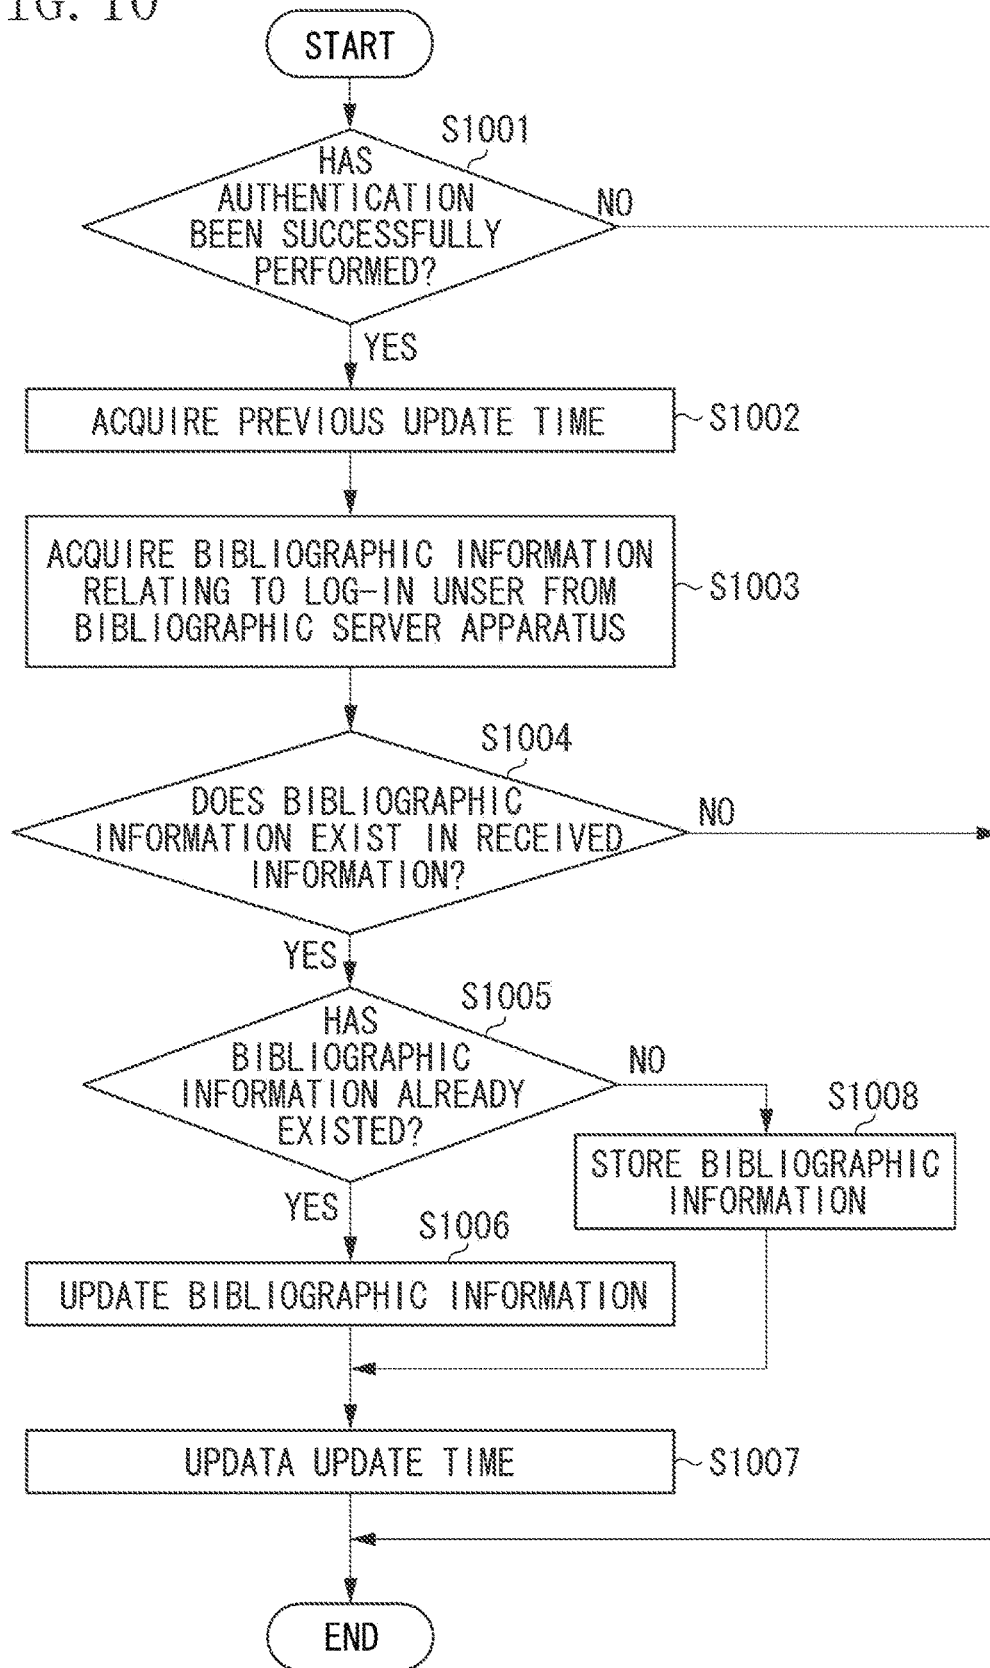 FIG. 10
START
S1001
HAS
AUTHENTICATION
BEEN SUCCESSFULLY
PERFORMED?
NO
YES
ACQUIRE PREVIOUS UPDATE TIME
S1002
ACQUIRE BIBLIOGRAPHIC INFORMATION
RELATING TO LOG-IN UNSER FROM
BIBLIOGRAPHIC SERVER APPARATUS
S1003
S1004
DOES BIBLIOGRAPHIC
INFORMATION EXIST IN RECEIVED
INFORMATION?
NO
YES
S1005
HAS
BIBLIOGRAPHIC
INFORMATION ALREADY
EXISTED?
NO
S1008
STORE BIBLIOGRAPHIC
INFORMATION
YES
S1006
UPDATE BIBLIOGRAPHIC INFORMATION
UPDATA UPDATE TIME
S1007
END